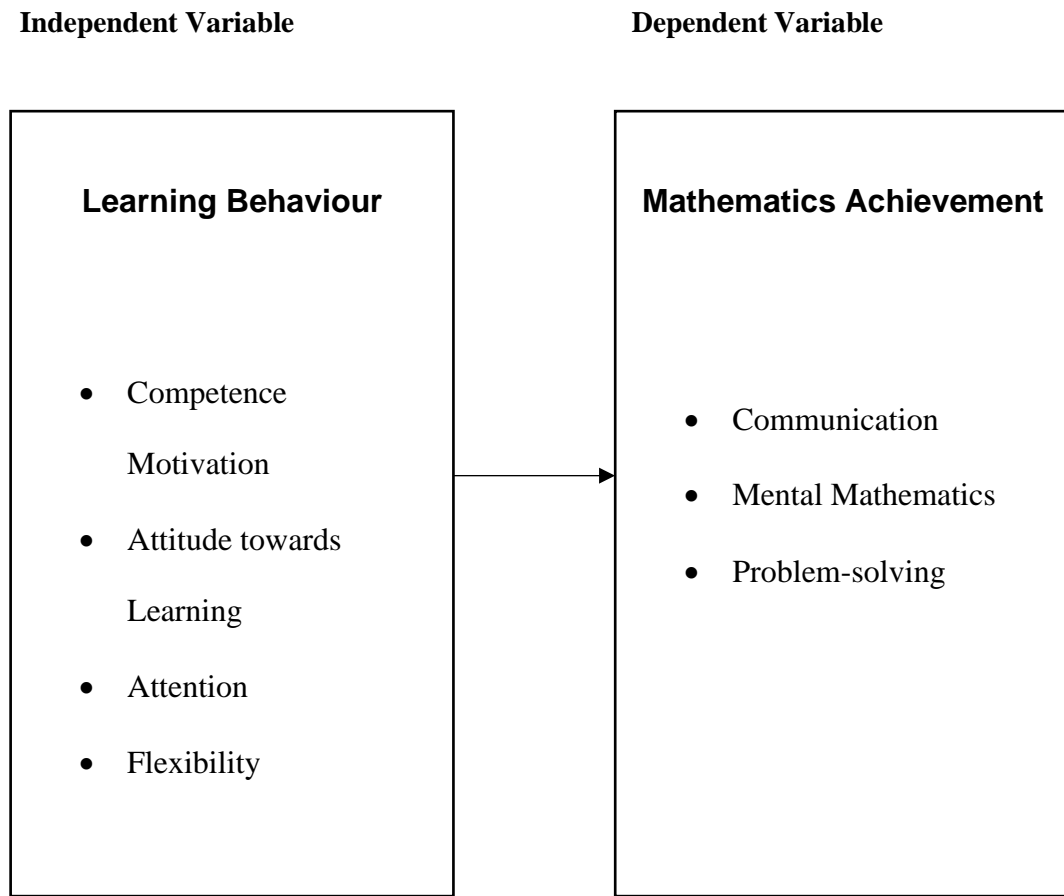 Independent Variable
Dependent Variable
Learning Behaviour
• Competence
Motivation
• Attitude towards
Learning
• Attention
• Flexibility
Mathematics Achievement
• Communication
• Mental Mathematics
• Problem-solving